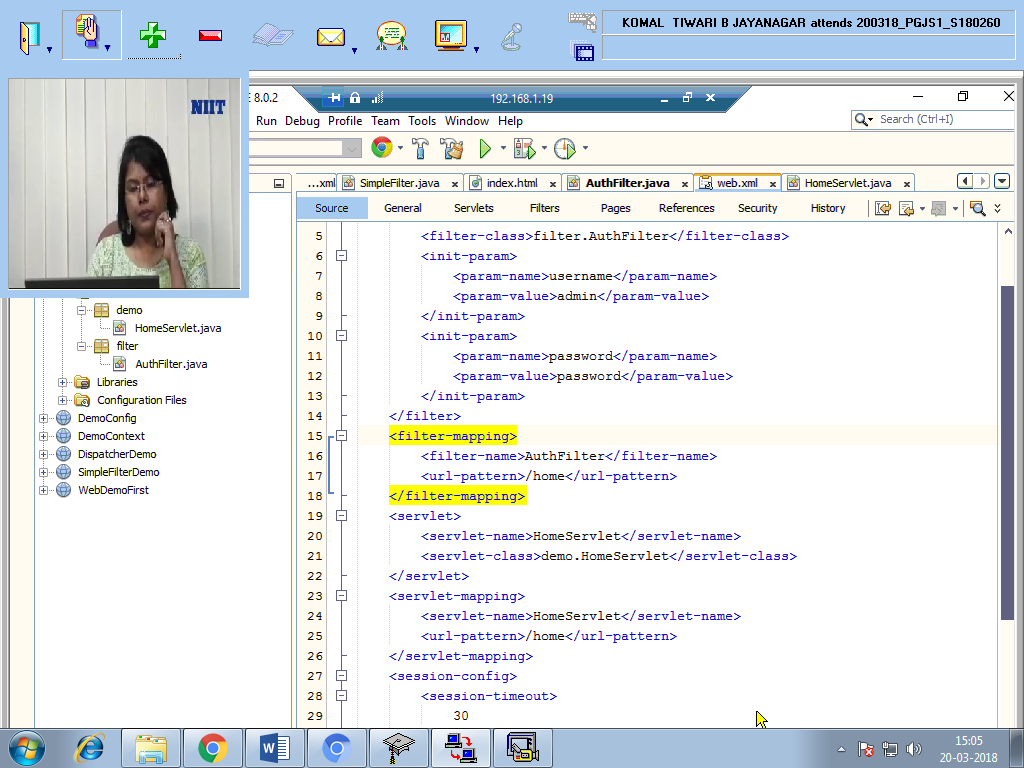 KOMAL TIWARI B JAYANAGAR attends 200318_PGJS1_S180260
NIIT
E 8.0.2
192.168.1.19
Run Debug Profile Team Tools Window Help
Search (Ctrl+I)
...xml SimpleFilter.java index.html AuthFilter.java web.xml HomeServlet.java
Source General Servlets Filters Pages References Security History
demo
HomeServlet.java
filter
AuthFilter.java
Libraries
Configuration Files
DemoConfig
DemoContext
DispatcherDemo
SimpleFilterDemo
WebDemoFirst
5 <filter-class>filter.AuthFilter</filter-class>
6 <init-param>
7 <param-name>username</param-name>
8 <param-value>admin</param-value>
9 </init-param>
10 <init-param>
11 <param-name>password</param-name>
12 <param-value>password</param-value>
13 </init-param>
14 </filter>
15 <filter-mapping>
16 <filter-name>AuthFilter</filter-name>
17 <url-pattern>/home</url-pattern>
18 </filter-mapping>
19 <servlet>
20 <servlet-name>HomeServlet</servlet-name>
21 <servlet-class>demo.HomeServlet</servlet-class>
22 </servlet>
23 <servlet-mapping>
24 <servlet-name>HomeServlet</servlet-name>
25 <url-pattern>/home</url-pattern>
26 </servlet-mapping>
27 <session-config>
28 <session-timeout>
29 30
15:05
20-03-2018